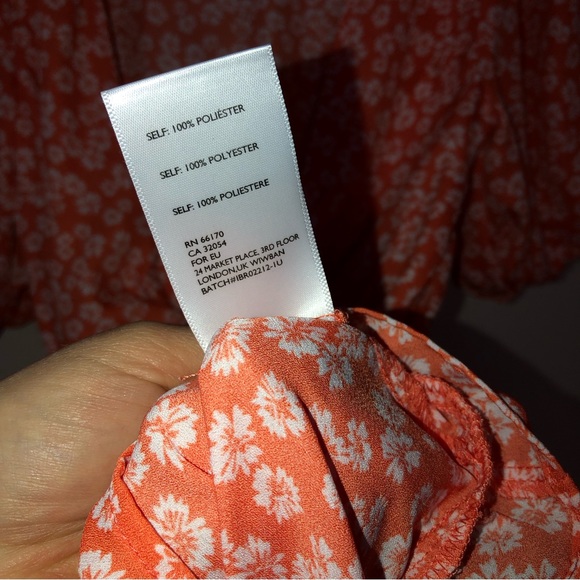 SELF: 100% POLIÉSTER
SELF: 100% POLYESTER
SELF: 100% POLIESTERE
RN 66170
CA 32054
FOR EU
24 MARKET PLACE, 3RD FLOOR
LONDON,UK WIW8AN
BATCH#IBR02212-1U